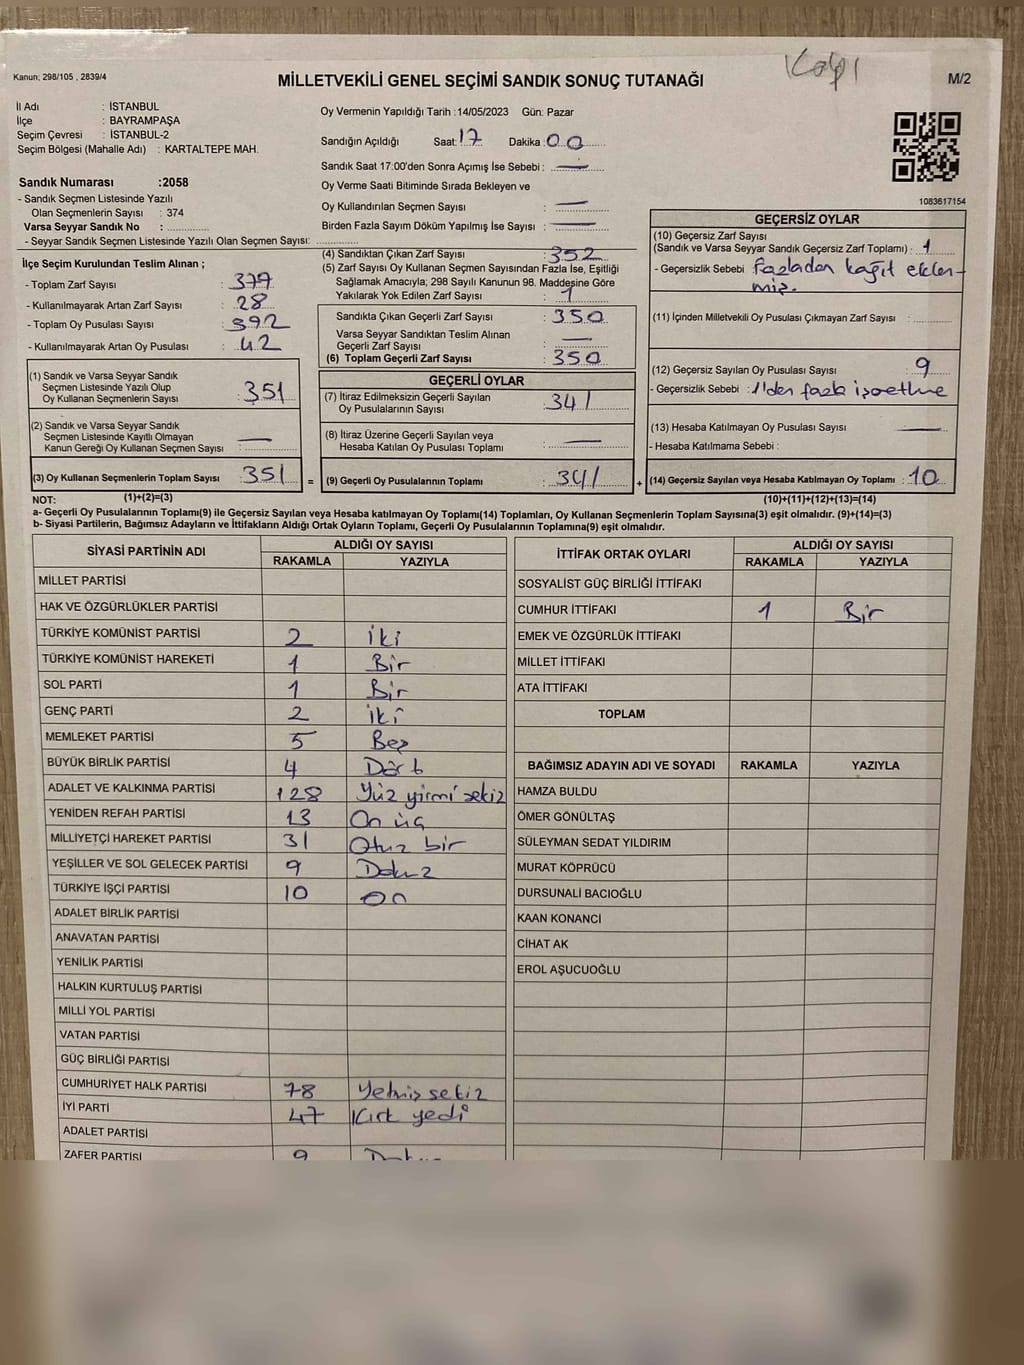 Kanun; 298/105 , 2839/4
MİLLETVEKİLİ GENEL SEÇİMİ SANDIK SONUÇ TUTANAĞI
M/2
İl Adı : İSTANBUL
İlçe : BAYRAMPAŞA
Seçim Çevresi : İSTANBUL-2
Seçim Bölgesi (Mahalle Adı) : KARTALTEPE MAH.
Sandık Numarası :2058
- Sandık Seçmen Listesinde Yazılı
Olan Seçmenlerin Sayısı : 374
Varsa Seyyar Sandık No :
- Seyyar Sandık Seçmen Listesinde Yazılı Olan Seçmen Sayısı:
İlçe Seçim Kurulundan Teslim Alınan ;
- Toplam Zarf Sayısı : 379
- Kullanılmayarak Artan Zarf Sayısı : 28
- Toplam Oy Pusulası Sayısı : 392
- Kullanılmayarak Artan Oy Pusulası : 42
Oy Vermenin Yapıldığı Tarih :14/05/2023 Gün: Pazar
Sandığın Açıldığı Saat: 17 Dakika: 00
Sandık Saat 17:00'den Sonra Açımış İse Sebebi : —
Oy Verme Saati Bitiminde Sırada Bekleyen ve
Oy Kullandırılan Seçmen Sayısı : —
Birden Fazla Sayım Döküm Yapılmış İse Sayısı : —
(4) Sandıktan Çıkan Zarf Sayısı : 352
(5) Zarf Sayısı Oy Kullanan Seçmen Sayısından Fazla İse, Eşitliği
Sağlamak Amacıyla; 298 Sayılı Kanunun 98. Maddesine Göre
Yakılarak Yok Edilen Zarf Sayısı : 1
Sandıkta Çıkan Geçerli Zarf Sayısı : 350
Varsa Seyyar Sandıktan Teslim Alınan
Geçerli Zarf Sayısı : —
(6) Toplam Geçerli Zarf Sayısı : 350
1083617154
GEÇERSİZ OYLAR
(10) Geçersiz Zarf Sayısı
(Sandık ve Varsa Seyyar Sandık Geçersiz Zarf Toplamı) : 1
- Geçersizlik Sebebi : Fazladan kağıt eklen-
miş.
(11) İçinden Milletvekili Oy Pusulası Çıkmayan Zarf Sayısı :
(12) Geçersiz Sayılan Oy Pusulası Sayısı : 9
- Geçersizlik Sebebi : 1'den fazla işaretleme
(13) Hesaba Katılmayan Oy Pusulası Sayısı : —
- Hesaba Katılmama Sebebi :
(14) Geçersiz Sayılan veya Hesaba Katılmayan Oy Toplamı : 10
(1) Sandık ve Varsa Seyyar Sandık
Seçmen Listesinde Yazılı Olup
Oy Kullanan Seçmenlerin Sayısı : 351
(2) Sandık ve Varsa Seyyar Sandık
Seçmen Listesinde Kayıtlı Olmayan
Kanun Gereği Oy Kullanan Seçmen Sayısı : —
(3) Oy Kullanan Seçmenlerin Toplam Sayısı : 351 =
GEÇERLİ OYLAR
(7) İtiraz Edilmeksizin Geçerli Sayılan
Oy Pusulalarının Sayısı : 341
(8) İtiraz Üzerine Geçerli Sayılan veya
Hesaba Katılan Oy Pusulası Toplamı : —
(9) Geçerli Oy Pusulalarının Toplamı : 341 +
NOT: (1)+(2)=(3) (10)+(11)+(12)+(13)=(14)
a- Geçerli Oy Pusulalarının Toplamı(9) ile Geçersiz Sayılan veya Hesaba katılmayan Oy Toplamı(14) Toplamları, Oy Kullanan Seçmenlerin Toplam Sayısına(3) eşit olmalıdır. (9)+(14)=(3)
b- Siyasi Partilerin, Bağımsız Adayların ve İttifakların Aldığı Ortak Oyların Toplamı, Geçerli Oy Pusulalarının Toplamına(9) eşit olmalıdır.
SİYASİ PARTİNİN ADI ALDIĞI OY SAYISI
RAKAMLA YAZIYLA
MİLLET PARTİSİ
HAK VE ÖZGÜRLÜKLER PARTİSİ
TÜRKİYE KOMÜNİST PARTİSİ 2 iki
TÜRKİYE KOMÜNİST HAREKETİ 1 Bir
SOL PARTİ 1 Bir
GENÇ PARTİ 2 iki
MEMLEKET PARTİSİ 5 Beş
BÜYÜK BİRLİK PARTİSİ 4 Dört
ADALET VE KALKINMA PARTİSİ 128 Yüz yirmi sekiz
YENİDEN REFAH PARTİSİ 13 On üç
MİLLİYETÇİ HAREKET PARTİSİ 31 Otuz bir
YEŞİLLER VE SOL GELECEK PARTİSİ 9 Dokuz
TÜRKİYE İŞÇİ PARTİSİ 10 On
ADALET BİRLİK PARTİSİ
ANAVATAN PARTİSİ
YENİLİK PARTİSİ
HALKIN KURTULUŞ PARTİSİ
MİLLİ YOL PARTİSİ
VATAN PARTİSİ
GÜÇ BİRLİĞİ PARTİSİ
CUMHURİYET HALK PARTİSİ 78 Yetmiş sekiz
İYİ PARTİ 47 Kırk yedi
ADALET PARTİSİ
ZAFER PARTİSİ 9
İTTİFAK ORTAK OYLARI ALDIĞI OY SAYISI
RAKAMLA YAZIYLA
SOSYALİST GÜÇ BİRLİĞİ İTTİFAKI
CUMHUR İTTİFAKI 1 Bir
EMEK VE ÖZGÜRLÜK İTTİFAKI
MİLLET İTTİFAKI
ATA İTTİFAKI
TOPLAM
BAĞIMSIZ ADAYIN ADI VE SOYADI RAKAMLA YAZIYLA
HAMZA BULDU
ÖMER GÖNÜLTAŞ
SÜLEYMAN SEDAT YILDIRIM
MURAT KÖPRÜCÜ
DURSUNALİ BACIOĞLU
KAAN KONANCİ
CİHAT AK
EROL AŞUCUOĞLU